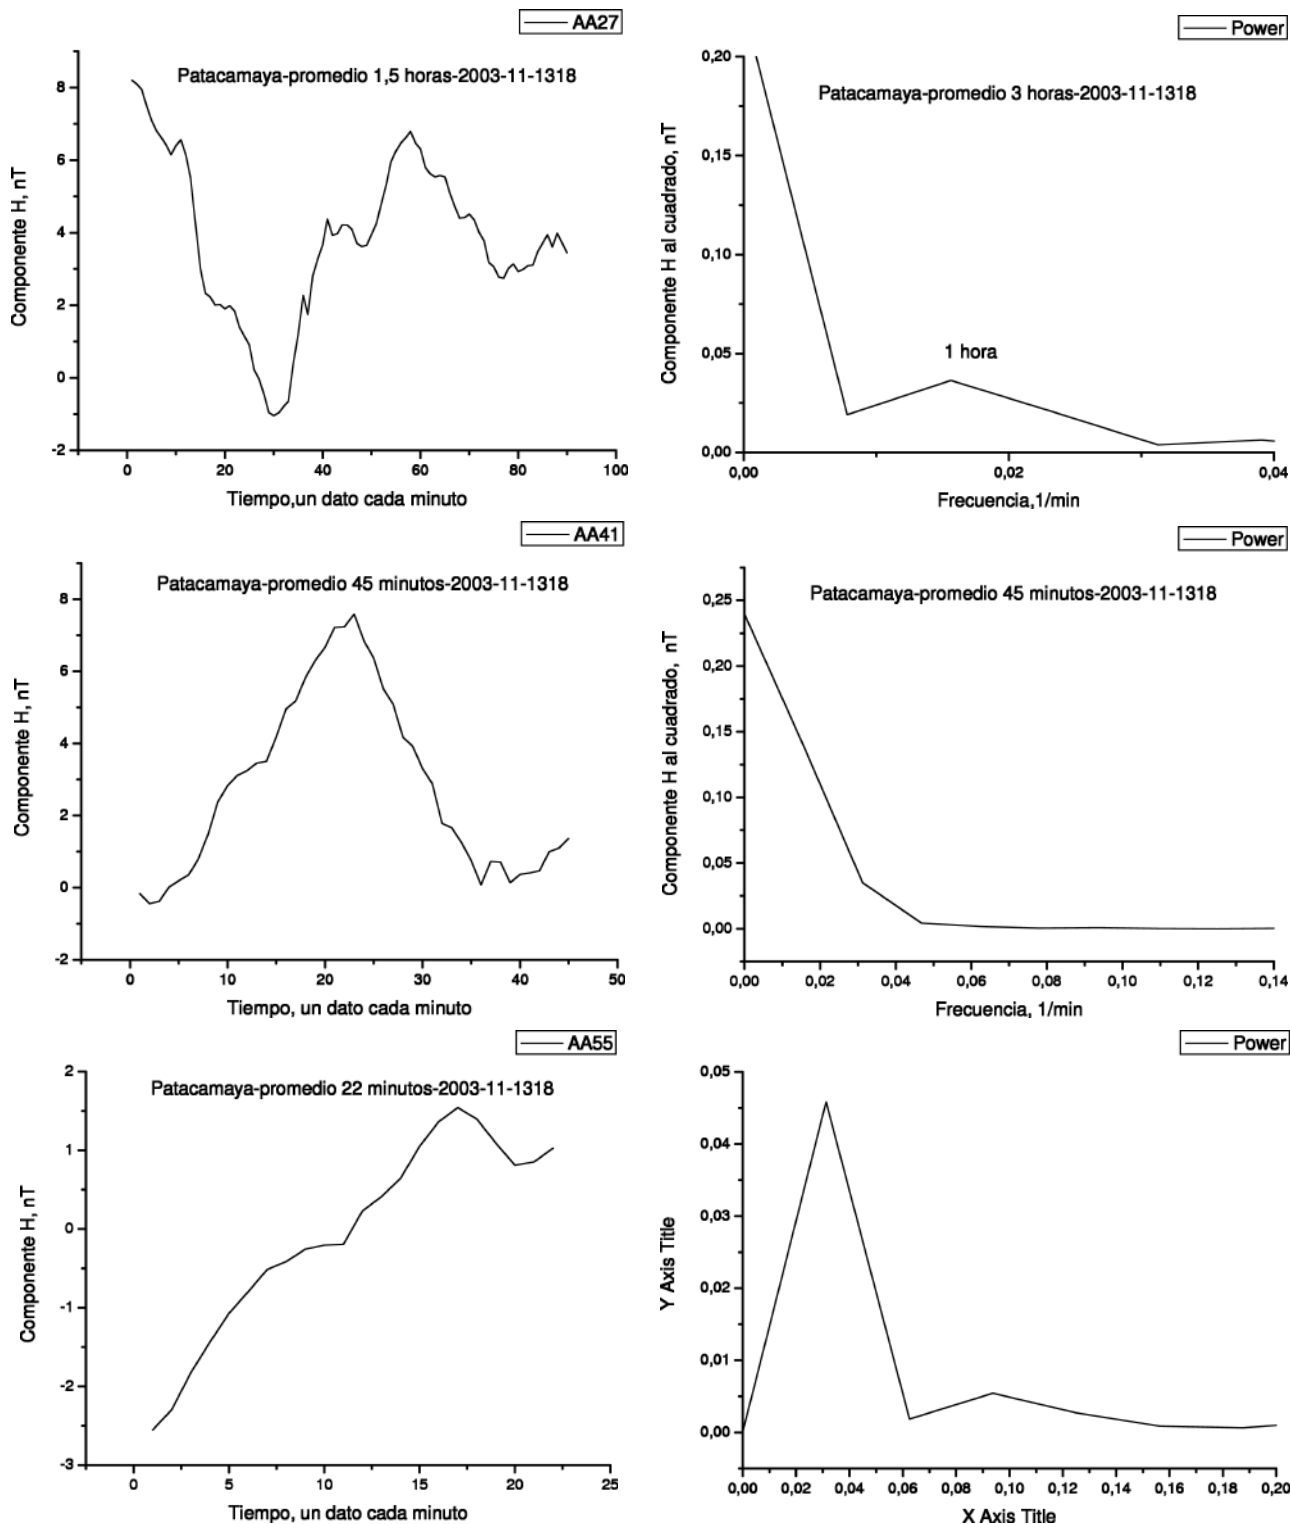 AA27
Patacamaya-promedio 1,5 horas-2003-11-1318
Componente H, nT
8
6
4
2
0
-2
0 20 40 60 80 100
Tiempo,un dato cada minuto
Power
Patacamaya-promedio 3 horas-2003-11-1318
Componente H al cuadrado, nT
0,20
0,15
0,10
0,05
0,00
1 hora
0,00 0,02 0,04
Frecuencia,1/min
AA41
Patacamaya-promedio 45 minutos-2003-11-1318
Componente H, nT
8
6
4
2
0
-2
0 10 20 30 40 50
Tiempo, un dato cada minuto
Power
Patacamaya-promedio 45 minutos-2003-11-1318
Componente H al cuadrado, nT
0,25
0,20
0,15
0,10
0,05
0,00
0,00 0,02 0,04 0,06 0,08 0,10 0,12 0,14
Frecuencia, 1/min
AA55
Patacamaya-promedio 22 minutos-2003-11-1318
Componente H, nT
2
1
0
-1
-2
-3
0 5 10 15 20 25
Tiempo, un dato cada minuto
Power
Y Axis Title
0,05
0,04
0,03
0,02
0,01
0,00
0,00 0,02 0,04 0,06 0,08 0,10 0,12 0,14 0,16 0,18 0,20
X Axis Title